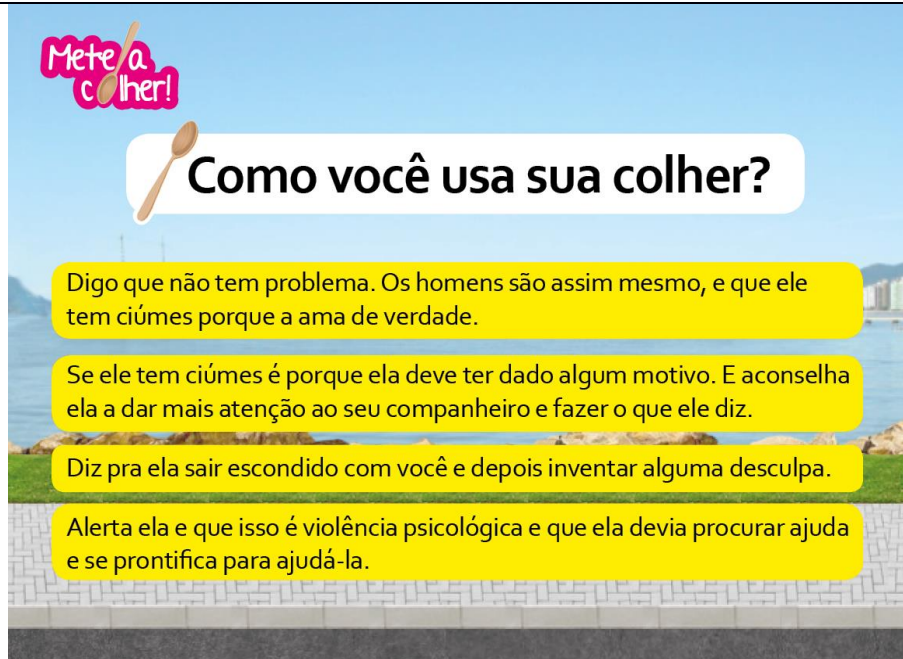 Mete a
colher!
Como você usa sua colher?
Digo que não tem problema. Os homens são assim mesmo, e que ele
tem ciúmes porque a ama de verdade.
Se ele tem ciúmes é porque ela deve ter dado algum motivo. E aconselha
ela a dar mais atenção ao seu companheiro e fazer o que ele diz.
Diz pra ela sair escondido com você e depois inventar alguma desculpa.
Alerta ela e que isso é violência psicológica e que ela devia procurar ajuda
e se prontifica para ajudá-la.